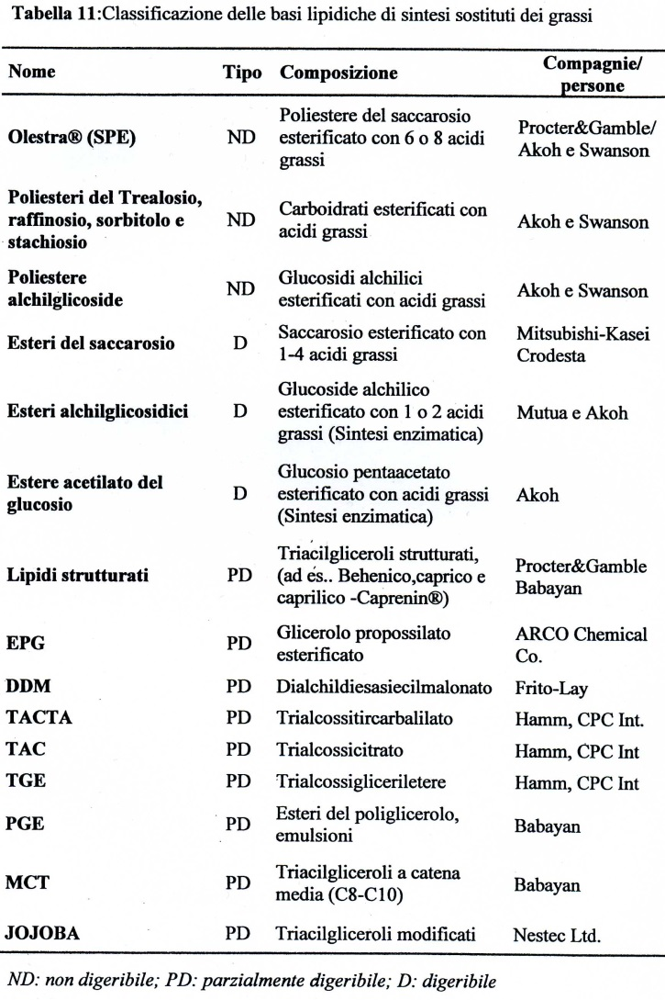 Tabella 11:Classificazione delle basi lipidiche di sintesi sostituti dei grassi
Nome Tipo Composizione Compagnie/
persone
Olestra® (SPE) ND Poliestere del saccarosio
esterificato con 6 o 8 acidi
grassi Procter&Gamble/
Akoh e Swanson
Poliesteri del Trealosio,
raffinosio, sorbitolo e
stachiosio ND Carboidrati esterificati con
acidi grassi Akoh e Swanson
Poliestere
alchilglicoside ND Glucosidi alchilici
esterificati con acidi grassi Akoh e Swanson
Esteri del saccarosio D Saccarosio esterificato con
1-4 acidi grassi Mitsubishi-Kasei
Crodesta
Esteri alchilglicosidici D Glucoside alchilico
esterificato con 1 o 2 acidi
grassi (Sintesi enzimatica) Mutua e Akoh
Estere acetilato del
glucosio D Glucosio pentaacetato
esterificato con acidi grassi
(Sintesi enzimatica) Akoh
Lipidi strutturati PD Triacilgliceroli strutturati,
(ad es.. Behenico,caprico e
caprilico -Caprenin®) Procter&Gamble
Babayan
EPG PD Glicerolo propossilato
esterificato ARCO Chemical
Co.
DDM PD Dialchildiesasiecilmalonato Frito-Lay
TACTA PD Trialcossitircarbalilato Hamm, CPC Int.
TAC PD Trialcossicitrato Hamm, CPC Int
TGE PD Trialcossigliceriletere Hamm, CPC Int
PGE PD Esteri del poliglicerolo,
emulsioni Babayan
MCT PD Triacilgliceroli a catena
media (C8-C10) Babayan
JOJOBA PD Triacilgliceroli modificati Nestec Ltd.
ND: non digeribile; PD: parzialmente digeribile; D: digeribile